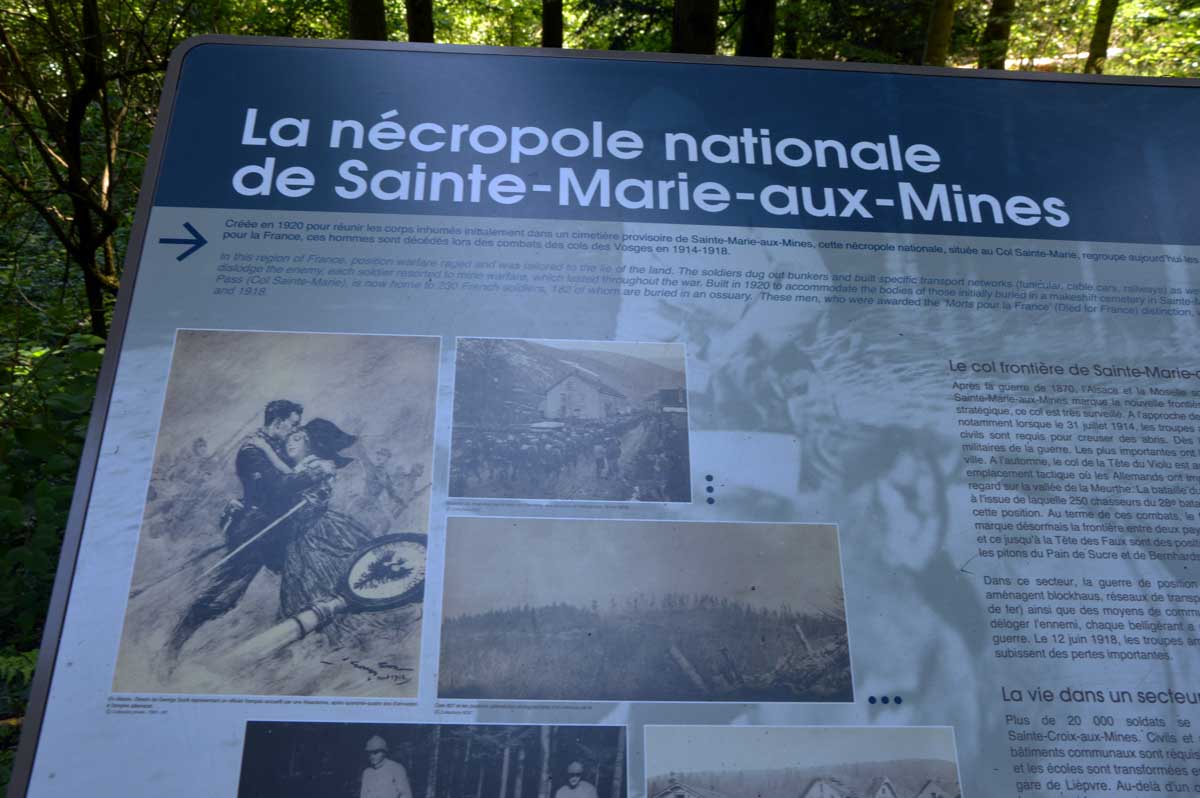 La nécropole nationale
de Sainte-Marie-aux-Mines
Créée en 1920 pour réunir les corps inhumés initialement dans un cimetière provisoire de Sainte-Marie-aux-Mines, cette nécropole nationale, située au Col Sainte-Marie, regroupe aujourd'hui les
pour la France, ces hommes sont décédés lors des combats des cols des Vosges en 1914-1918.
In this region of France, position warfare raged and was tailored to the lie of the land. The soldiers dug out bunkers and built specific transport networks (funicular, cable cars, railways) as we
dislodge the enemy, each soldier resorted to mine warfare, which lasted throughout the war. Built in 1920 to accommodate the bodies of those initially buried in a makeshift cemetery in Sainte-
Pass (Col Sainte-Marie), is now home to 230 French soldiers, 182 of whom are buried in an ossuary. These men, who were awarded the 'Morts pour la France' (Died for France) distinction,
and 1918.
Le col frontière de Sainte-Marie-
Après la guerre de 1870, l'Alsace et la Moselle
Sainte-Marie-aux-Mines marque la nouvelle frontiè
stratégique, ce col est très surveillé. A l'approche de
notamment lorsque le 31 juillet 1914, les troupes
civils sont requis pour creuser des abris. Dès
militaires de la guerre. Les plus importantes ont
ville. A l'automne, le col de la Tête du Violu est
emplacement tactique où les Allemands ont im
regard sur la vallée de la Meurthe. La bataille
à l'issue de laquelle 250 chasseurs du 28e batai
cette position. Au terme de ces combats, le
marque désormais la frontière entre deux pay
et ce jusqu'à la Tête des Faux sont des posit
les pitons du Pain de Sucre et de Bernhards
Dans ce secteur, la guerre de position
aménagent blockhaus, réseaux de transp
de fer) ainsi que des moyens de commu
déloger l'ennemi, chaque belligérant a
guerre. Le 12 juin 1918, les troupes am
subissent des pertes importantes.
La vie dans un secteu
Plus de 20 000 soldats se
Sainte-Croix-aux-Mines. Civils et
bâtiments communaux sont réquis
et les écoles sont transformées e
gare de Lièpvre. Au-delà d'un